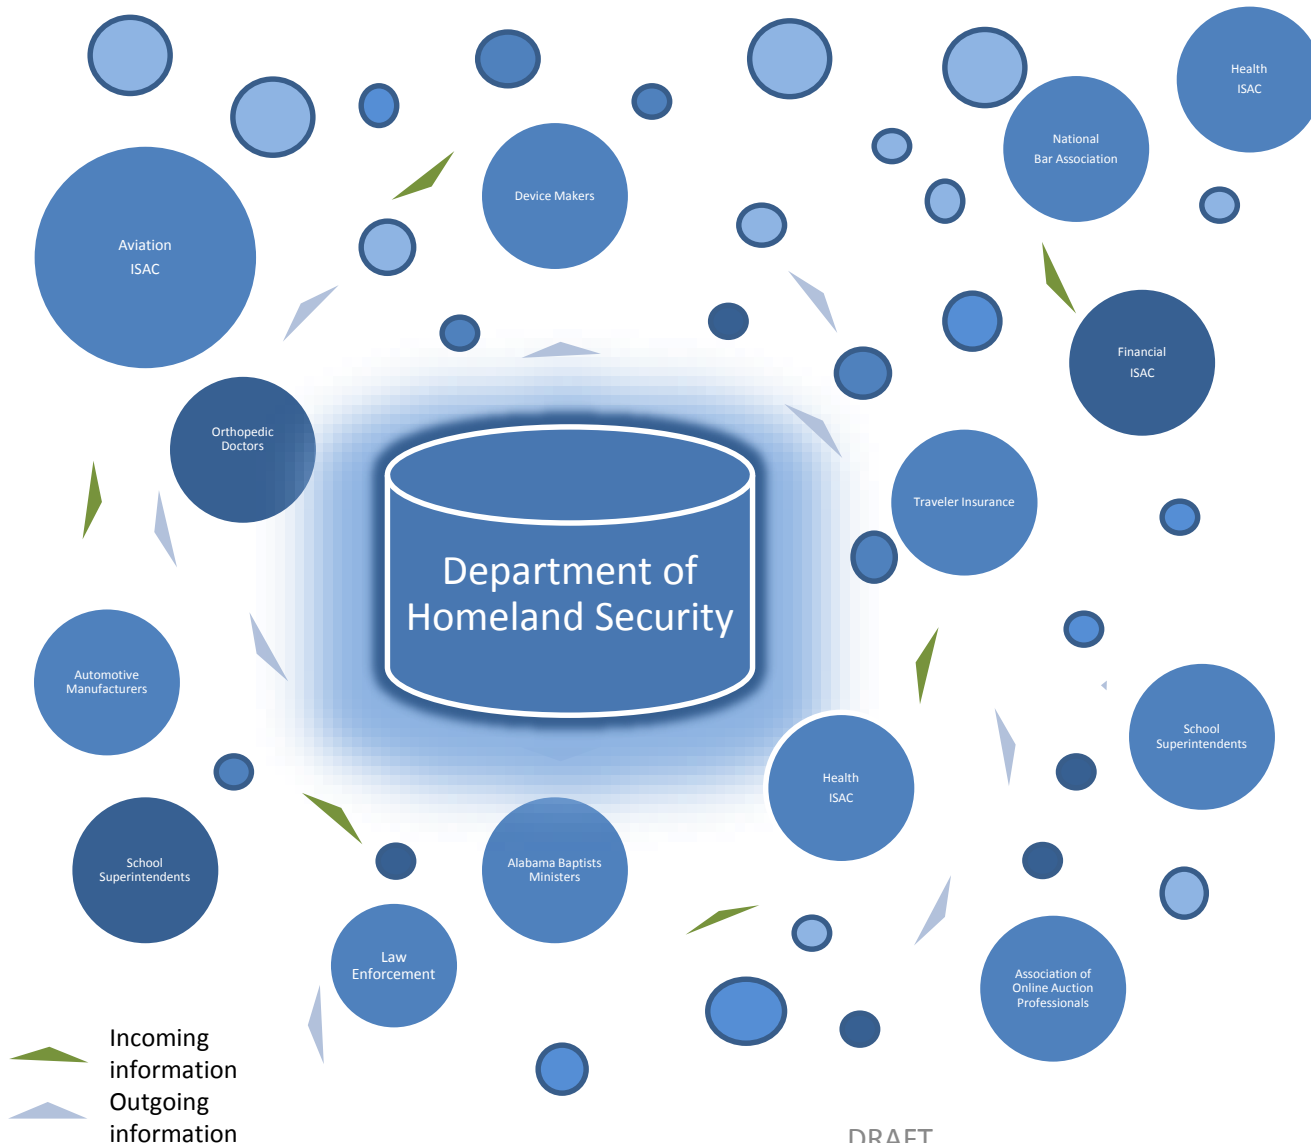 Health
ISAC
National
Bar Association
Device Makers
Aviation
ISAC
Financial
ISAC
Orthopedic
Doctors
Traveler Insurance
Department of
Homeland Security
Automotive
Manufacturers
School
Superintendents
Health
ISAC
School
Superintendents
Alabama Baptists
Ministers
Law
Enforcement
Association of
Online Auction
Professionals
Incoming
information
Outgoing
information
DRAFT